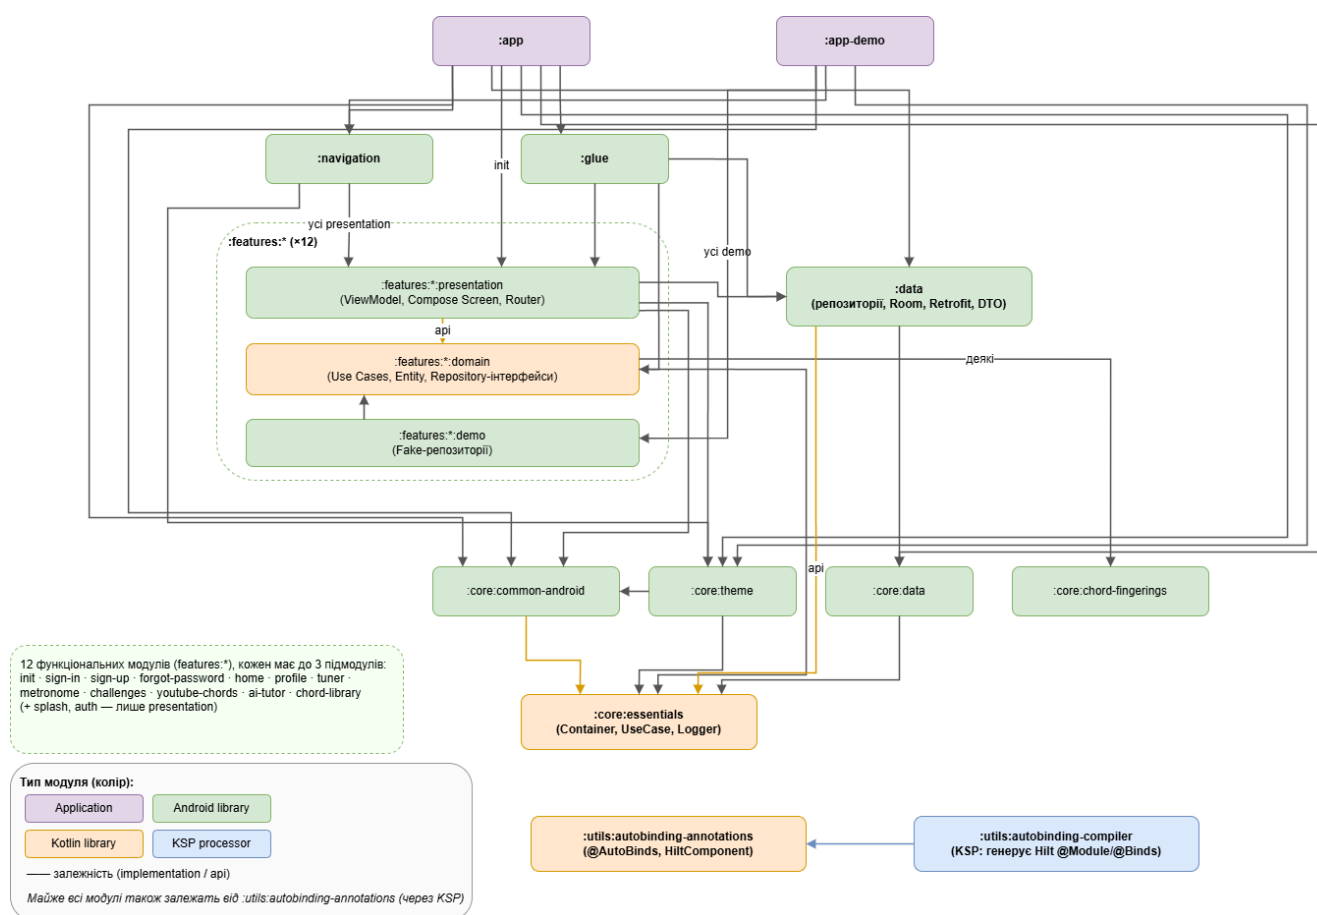 :app
:app-demo
:navigation
:glue
init
усі presentation
:features:* (×12)
усі demo
:features:*:presentation
(ViewModel, Compose Screen, Router)
:data
(репозиторії, Room, Retrofit, DTO)
api
:features:*:domain
(Use Cases, Entity, Repository-інтерфейси)
деякі
:features:*:demo
(Fake-репозиторії)
api
:core:common-android
:core:theme
:core:data
:core:chord-fingerings
12 функціональних модулів (features:*), кожен має до 3 підмодулів:
init · sign-in · sign-up · forgot-password · home · profile · tuner ·
metronome · challenges · youtube-chords · ai-tutor · chord-library
(+ splash, auth — лише presentation)
:core:essentials
(Container, UseCase, Logger)
Тип модуля (колір):
Application
Android library
Kotlin library
KSP processor
—— залежність (implementation / api)
Майже всі модулі також залежать від :utils:autobinding-annotations (через KSP)
:utils:autobinding-annotations
(@AutoBinds, HiltComponent)
:utils:autobinding-compiler
(KSP: генерує Hilt @Module/@Binds)